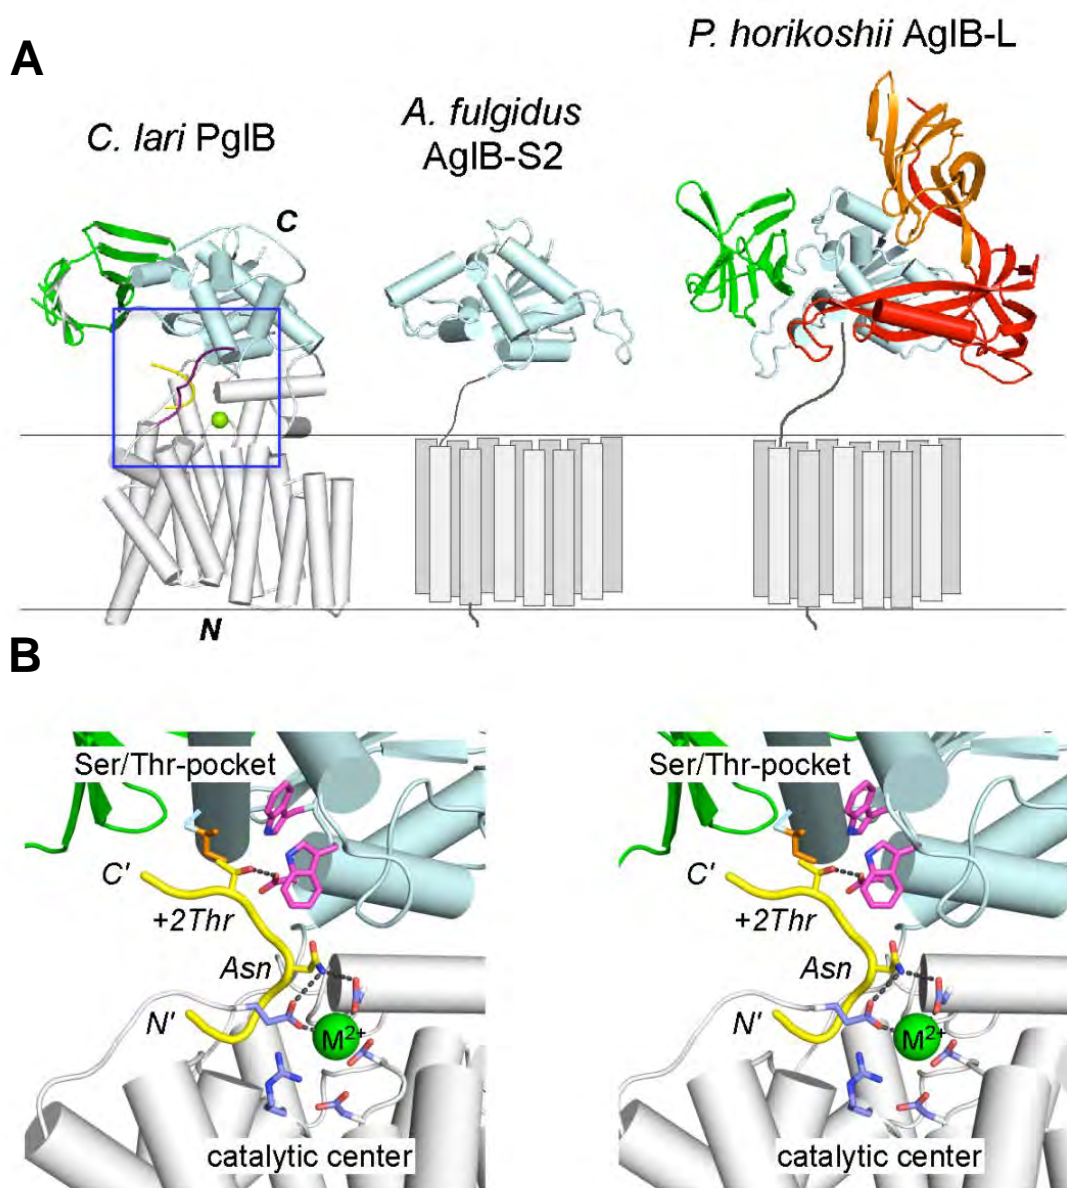 A
C. lari PglB
A. fulgidus
AglB-S2
P. horikoshii AglB-L
C
N
B
Ser/Thr-pocket
C'
+2Thr
Asn
N'
M2+
catalytic center
Ser/Thr-pocket
C'
+2Thr
Asn
N'
M2+
catalytic center